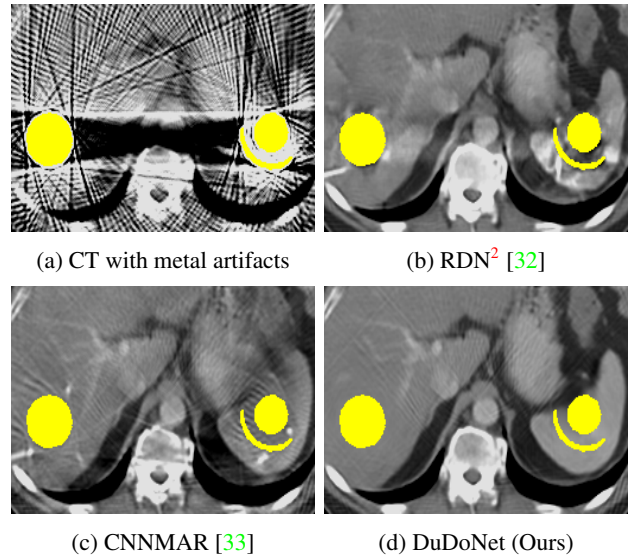 (a) CT with metal artifacts
(b) RDN² [32]
(c) CNNMAR [33]
(d) DuDoNet (Ours)